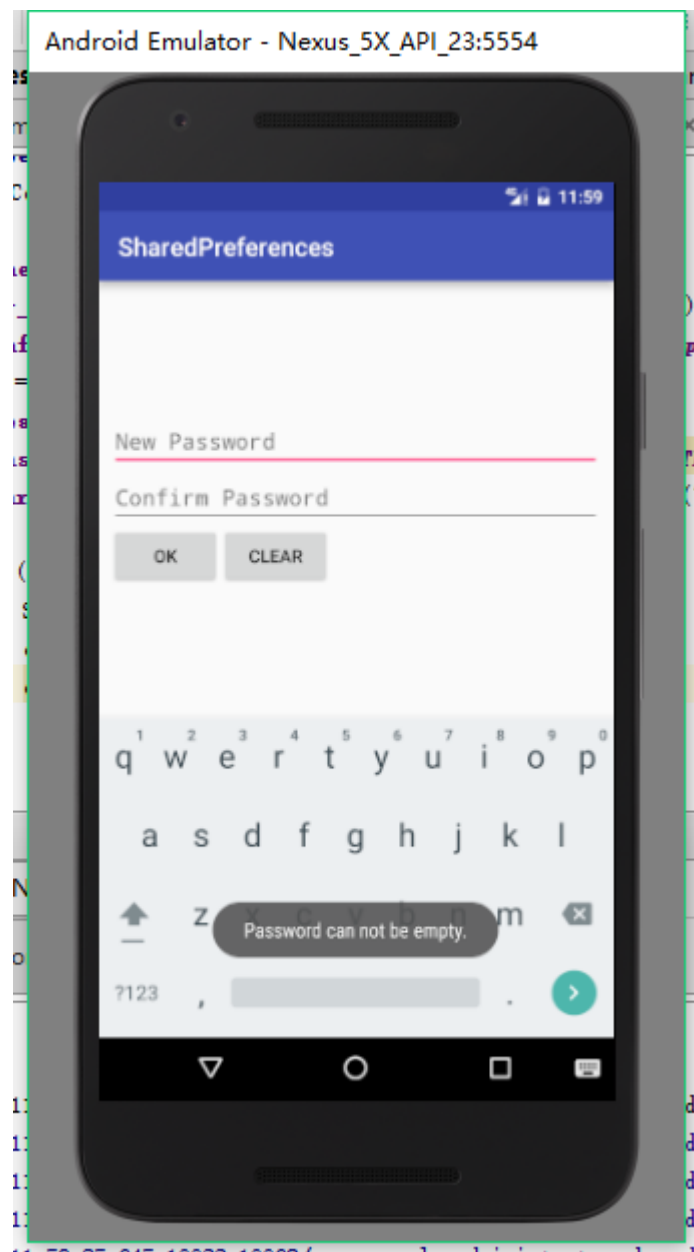 Android Emulator - Nexus_5X_API_23:5554
11:59
SharedPreferences
New Password
Confirm Password
OK CLEAR
1 2 3 4 5 6 7 8 9 0
q w e r t y u i o p
a s d f g h j k l
z x c v b n m
Password can not be empty.
?123 , .